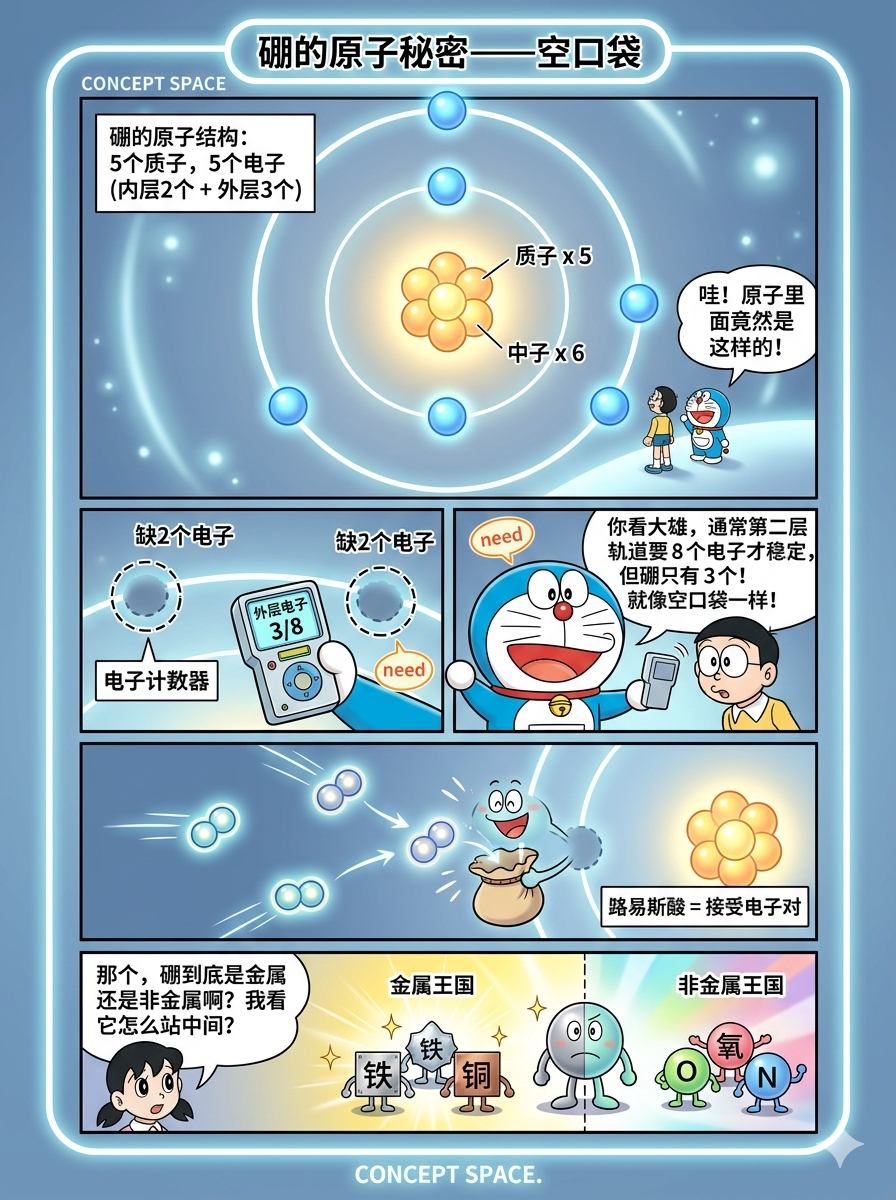 硼的原子秘密——空口袋
CONCEPT SPACE
硼的原子结构：
5个质子，5个电子
(内层2个 + 外层3个)
质子 x 5
中子 x 6
哇！原子里
面竟然是
这样的！
缺2个电子
缺2个电子
外层电子
3/8
电子计数器
need
need
你看大雄，通常第二层
轨道要 8 个电子才稳定，
但硼只有 3 个！
就像空口袋一样！
路易斯酸 = 接受电子对
那个，硼到底是金属
还是非金属啊？我看
它怎么站中间？
金属王国
非金属王国
铁
铁
铜
O
氧
N
CONCEPT SPACE.